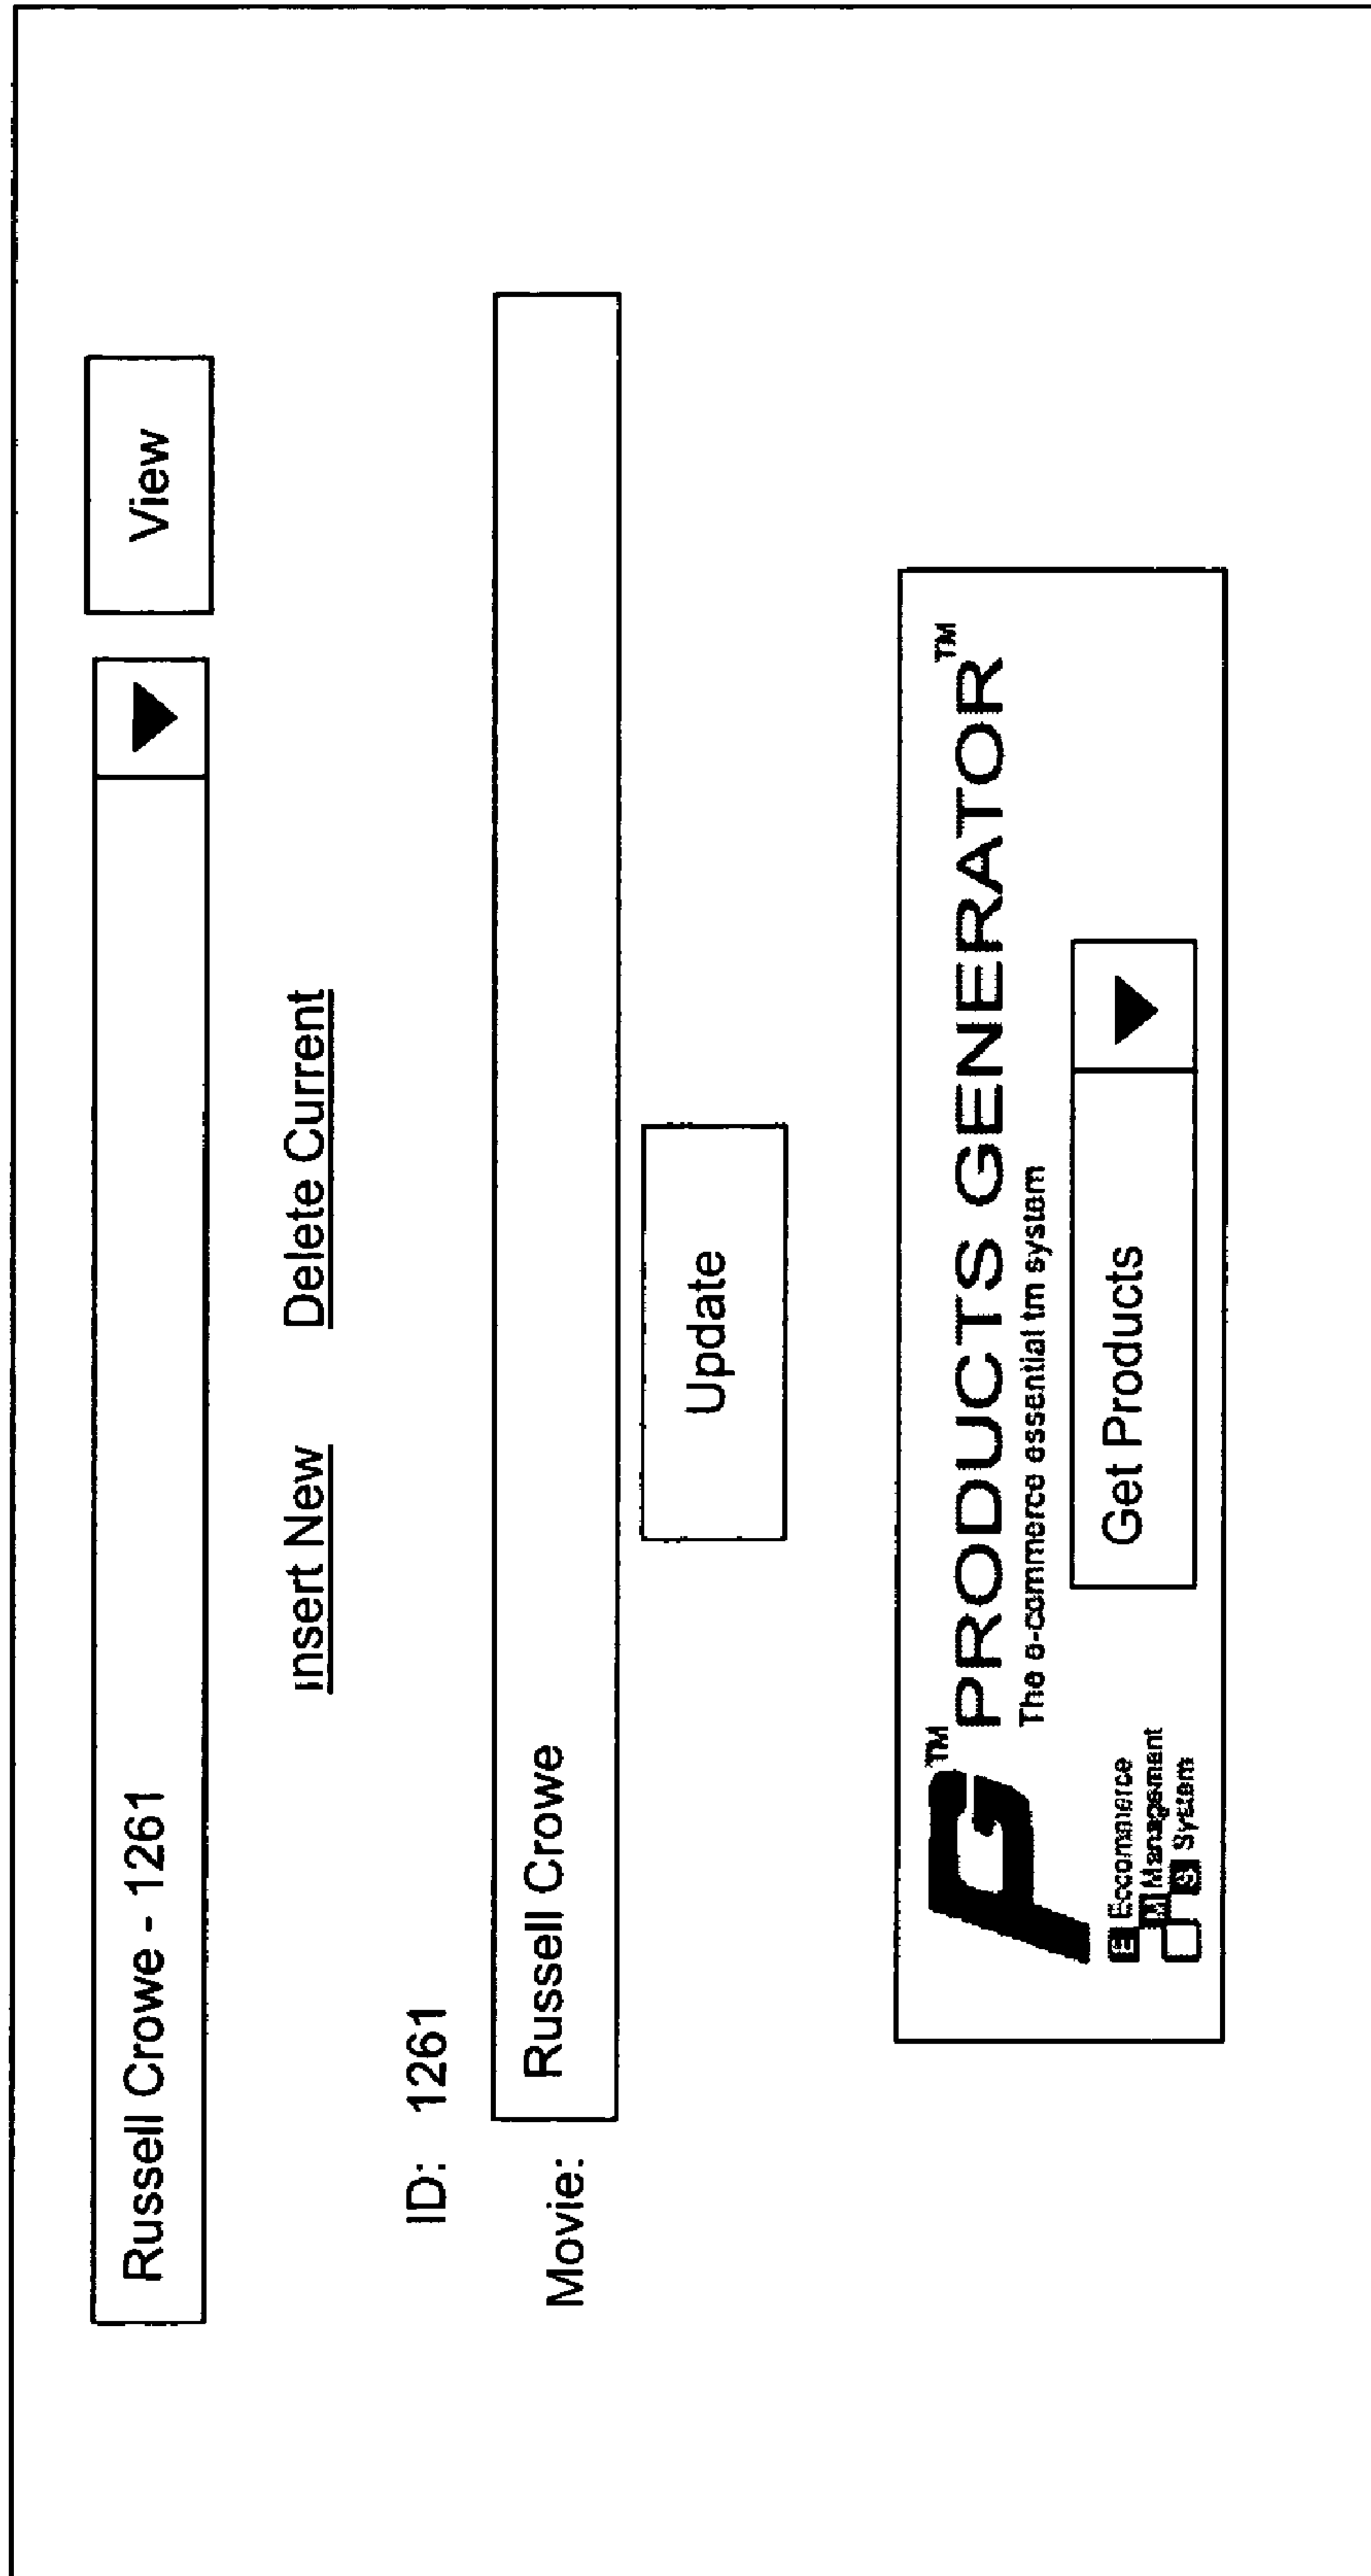 Russell Crowe - 1261 View
Insert New Delete Current
ID: 1261
Movie: Russell Crowe
Update
PG™ PRODUCTS GENERATOR™
The e-commerce essential tm system
E Ecommerce
M Management
S System
Get Products